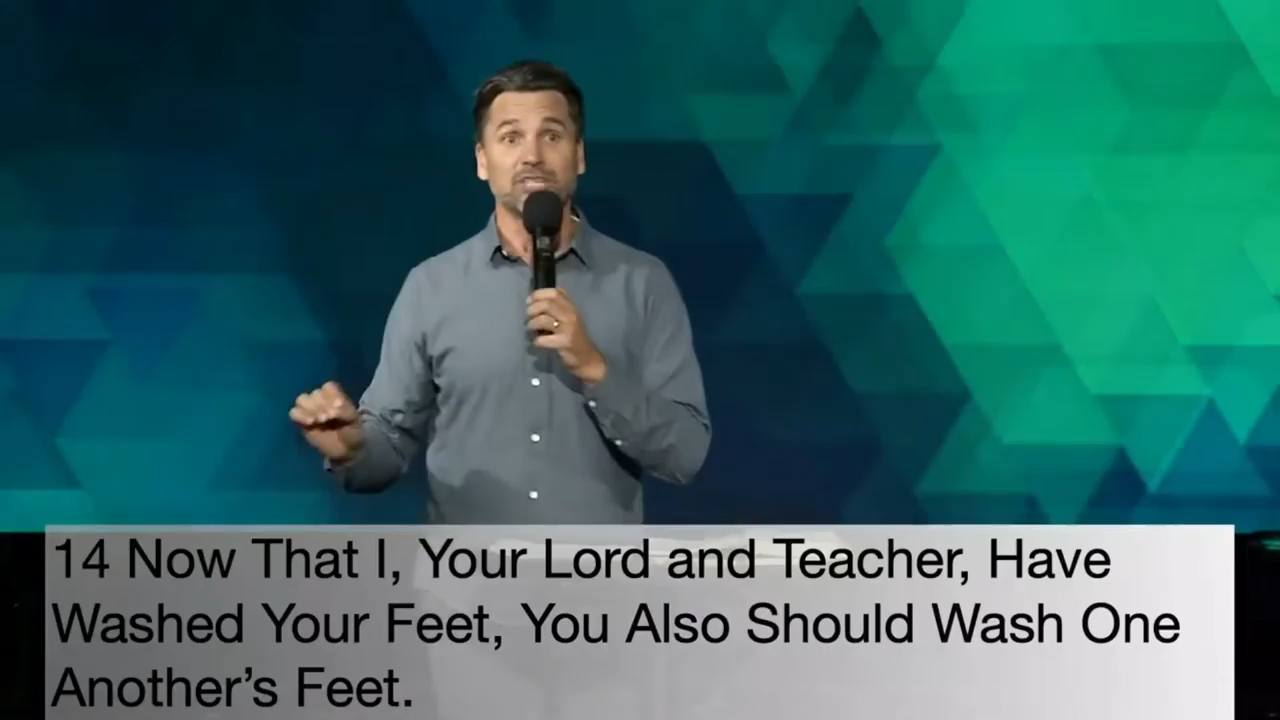 14 Now That I, Your Lord and Teacher, Have
Washed Your Feet, You Also Should Wash One
Another’s Feet.